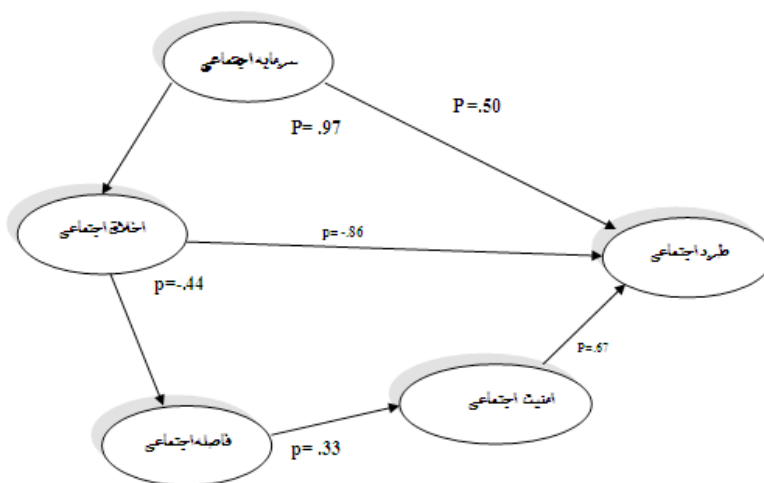 سرمایه اجتماعی
P= .97
P=.50
اخلاق اجتماعی
p=-.86
طرد اجتماعی
p=-.44
P=.67
امنیت اجتماعی
فاصله اجتماعی
p= .33